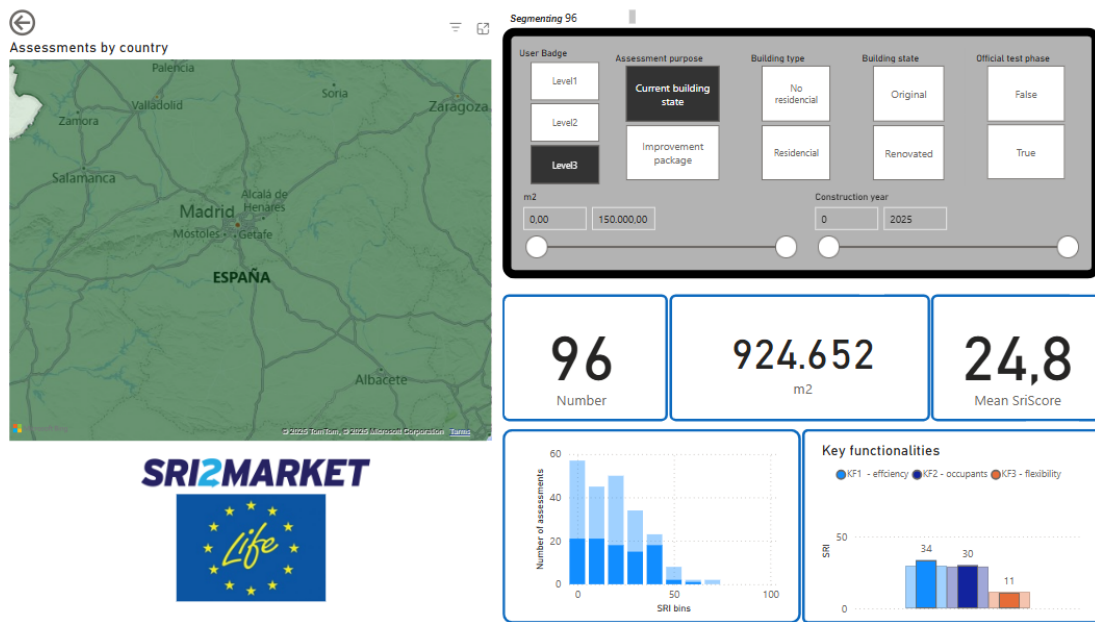 Assessments by country
Palencia
Soria
Valladolid
Zaragoza
Zamora
Salamanca
Alcalá de
Henares
Madrid
Móstoles
Getafe
ESPAÑA
Albacete
© 2025 TomTom, © 2025 Microsoft Corporation Terms
SRI2MARKET
Life
Segmenting 96
User Badge
Level1
Level2
Level3
Assessment purpose
Current building
state
Improvement
package
Building type
No
residencial
Residencial
Building state
Original
Renovated
Official test phase
False
True
m2
0,00
150.000,00
Construction year
0
2025
96
Number
924.652
m2
24,8
Mean SriScore
60
40
20
0
Number of assessments
0
50
100
SRI bins
Key functionalities
KF1 - effciency
KF2 - occupants
KF3 - flexibility
50
0
SRI
34
30
11